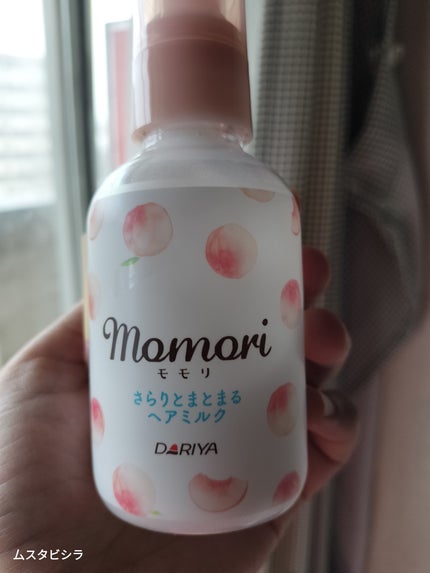 momori
モモリ
さらりとまとまる
ヘアミルク
DARIYA
ムスタピシラ